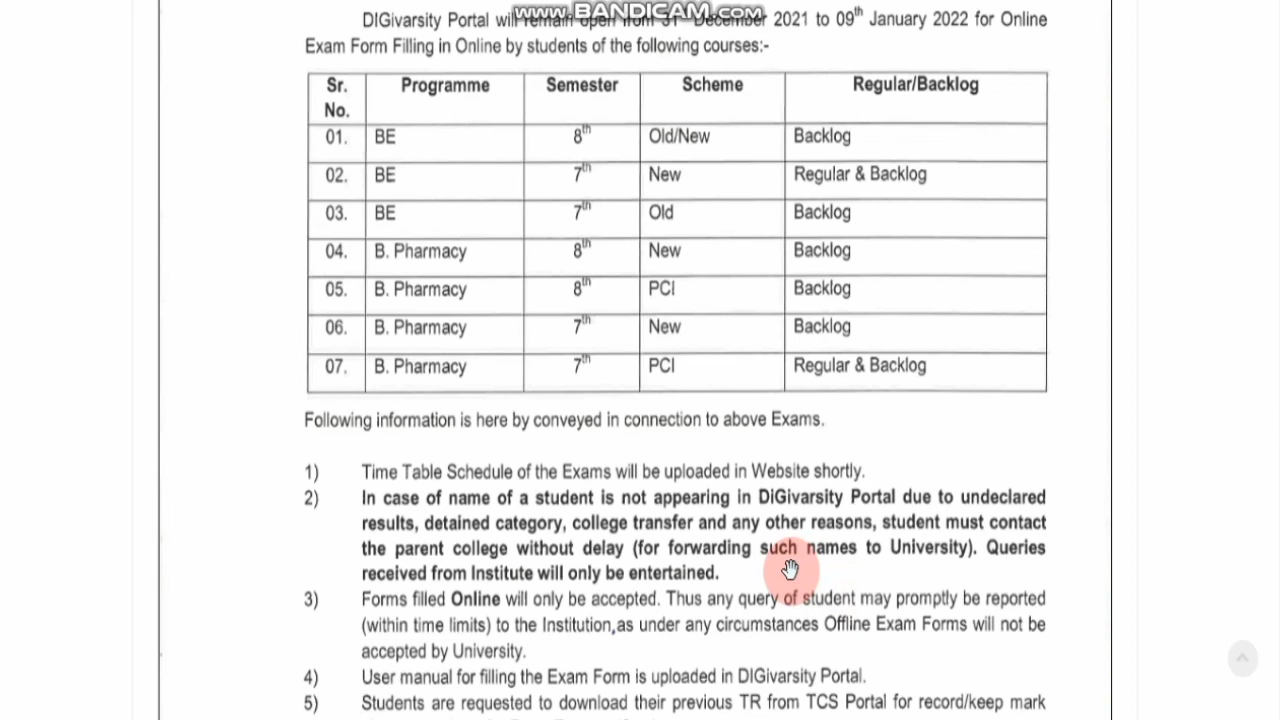 www.BANDICAM.com
DIGivarsity Portal will remain open from 31st December 2021 to 09th January 2022 for Online
Exam Form Filling in Online by students of the following courses:-
Sr. No. Programme Semester Scheme Regular/Backlog
01. BE 8th Old/New Backlog
02. BE 7th New Regular & Backlog
03. BE 7th Old Backlog
04. B. Pharmacy 8th New Backlog
05. B. Pharmacy 8th PCI Backlog
06. B. Pharmacy 7th New Backlog
07. B. Pharmacy 7th PCI Regular & Backlog
Following information is here by conveyed in connection to above Exams.
1) Time Table Schedule of the Exams will be uploaded in Website shortly.
2) In case of name of a student is not appearing in DiGivarsity Portal due to undeclared
results, detained category, college transfer and any other reasons, student must contact
the parent college without delay (for forwarding such names to University). Queries
received from Institute will only be entertained.
3) Forms filled Online will only be accepted. Thus any query of student may promptly be reported
(within time limits) to the Institution,as under any circumstances Offline Exam Forms will not be
accepted by University.
4) User manual for filling the Exam Form is uploaded in DIGivarsity Portal.
5) Students are requested to download their previous TR from TCS Portal for record/keep mark